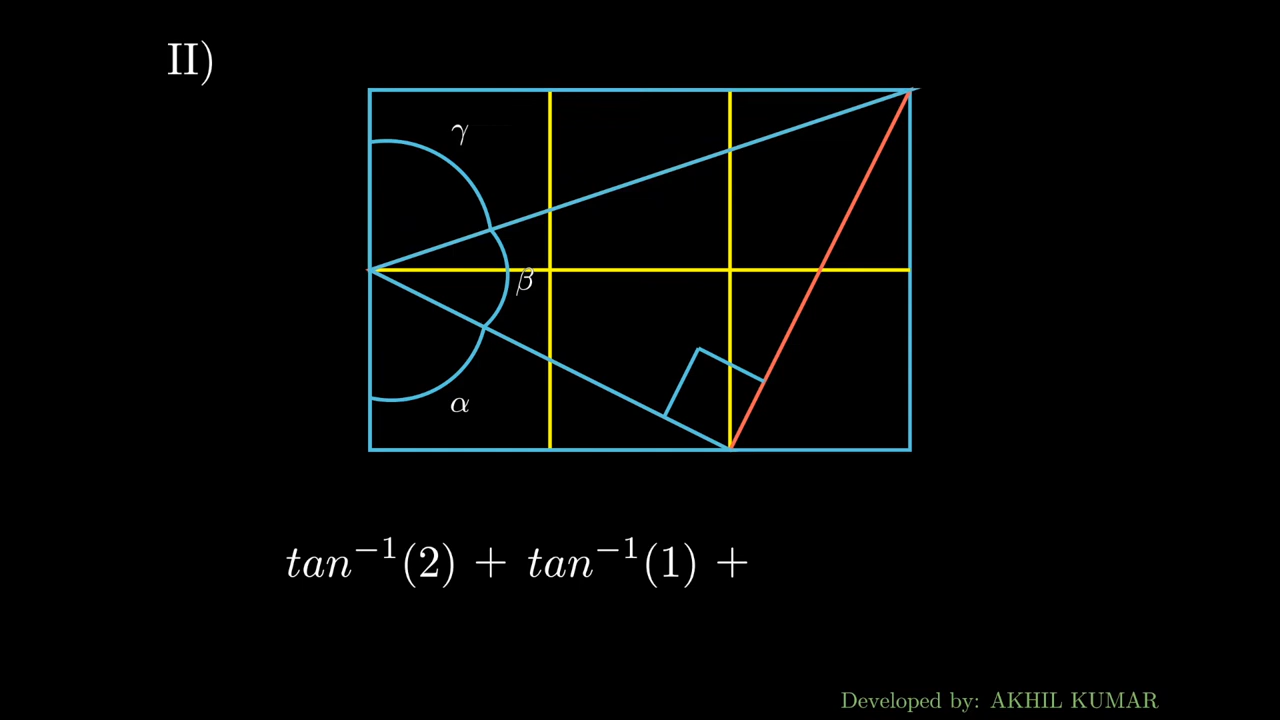 II)
γ
β
α
tan⁻¹(2) + tan⁻¹(1) +
Developed by: AKHIL KUMAR